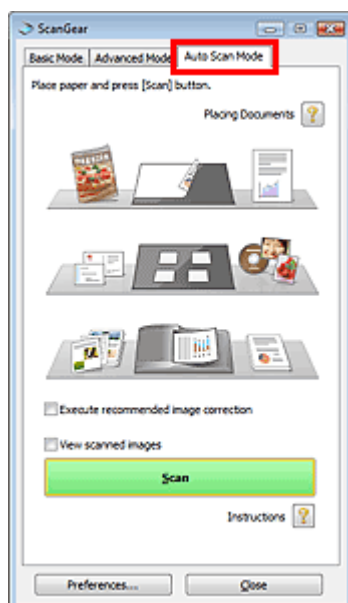 ScanGear
Basic Mode Advanced Mode Auto Scan Mode
Place paper and press [Scan] button.
Placing Documents
Execute recommended image correction
View scanned images
Scan
Instructions
Preferences... Close